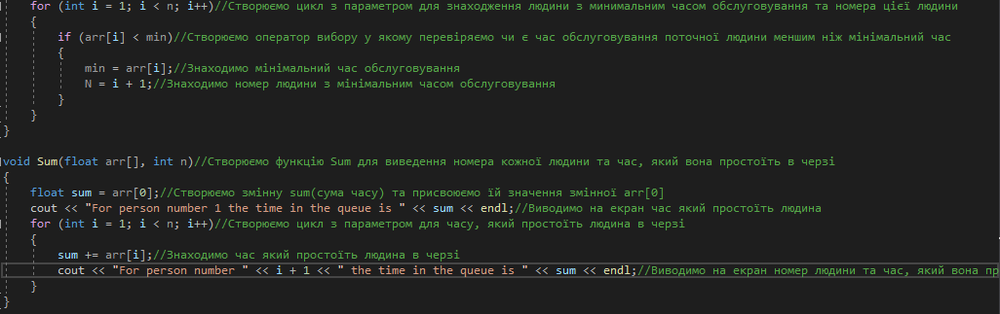 for (int i = 1; i < n; i++)//Створюємо цикл з параметром для знаходження людини з минимальним часом обслуговування та номера цієї людини
{
if (arr[i] < min)//Створюємо оператор вибору у якому перевіряємо чи є час обслуговування поточної людини меншим ніж мінімальний час
{
min = arr[i];//Знаходимо мінімальний час обслуговування
N = i + 1;//Знаходимо номер людини з мінімальним часом обслуговування
}
}
}
void Sum(float arr[], int n)//Створюємо функцію Sum для виведення номера кожної людини та час, який вона простоїть в черзі
{
float sum = arr[0];//Створюємо змінну sum(сума часу) та присвоюємо їй значення змінної arr[0]
cout << "For person number 1 the time in the queue is " << sum << endl;//Виводимо на екран час який простоїть людина
for (int i = 1; i < n; i++)//Створюємо цикл з параметром для часу, який простоїть людина в черзі
{
sum += arr[i];//Знаходимо час який простоїть людина в черзі
cout << "For person number " << i + 1 << " the time in the queue is " << sum << endl;//Виводимо на екран номер людини та час, який вона пр
}
}